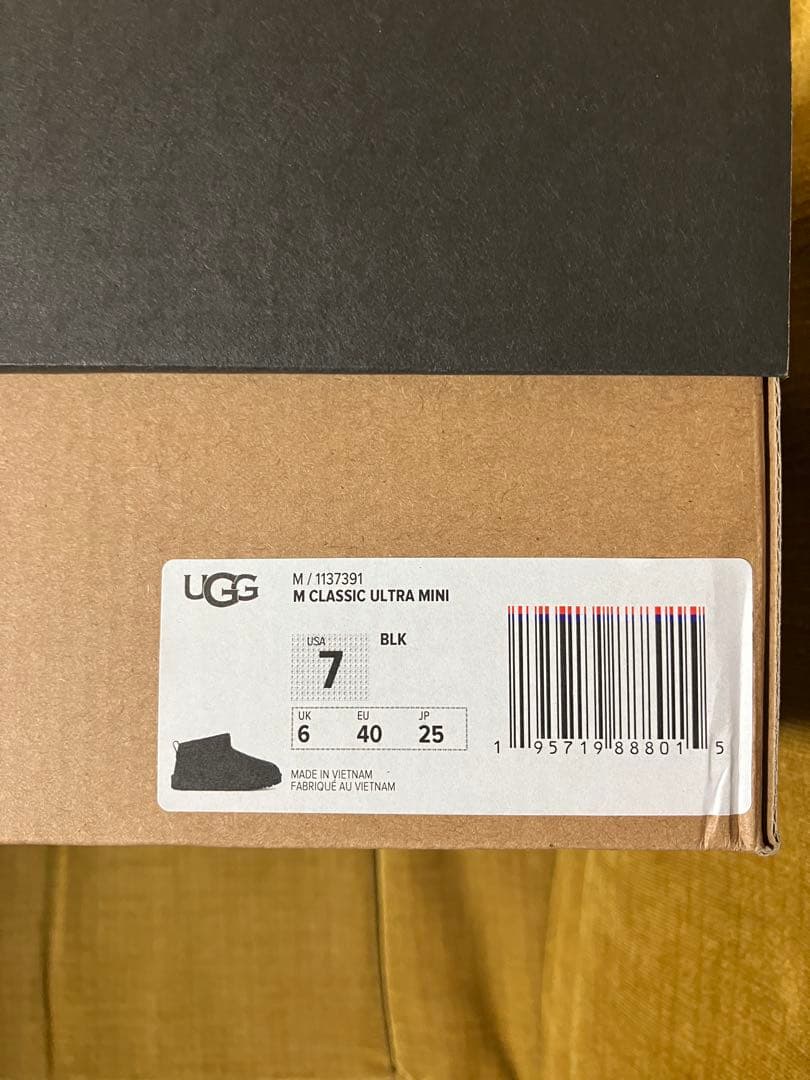 UGG
M / 1137391
M CLASSIC ULTRA MINI
USA
7
BLK
UK EU JP
6 40 25
MADE IN VIETNAM
FABRIQUÉ AU VIETNAM
1 95719 88801 5